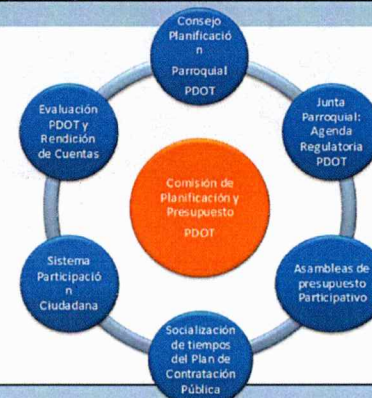 Consejo
Planificació
n
Parroquial
PDOT
Junta
Parroquial:
Agenda
Regulatoria
PDOT
Asambleas de
presupuesto
Participativo
Socialización
de tiempos
del Plan de
Contratación
Pública
Sistema
Participació
n
Ciudadana
Evaluación
PDOT y
Rendición
de Cuentas
Comisión de
Planificación y
Presupuesto
PDOT